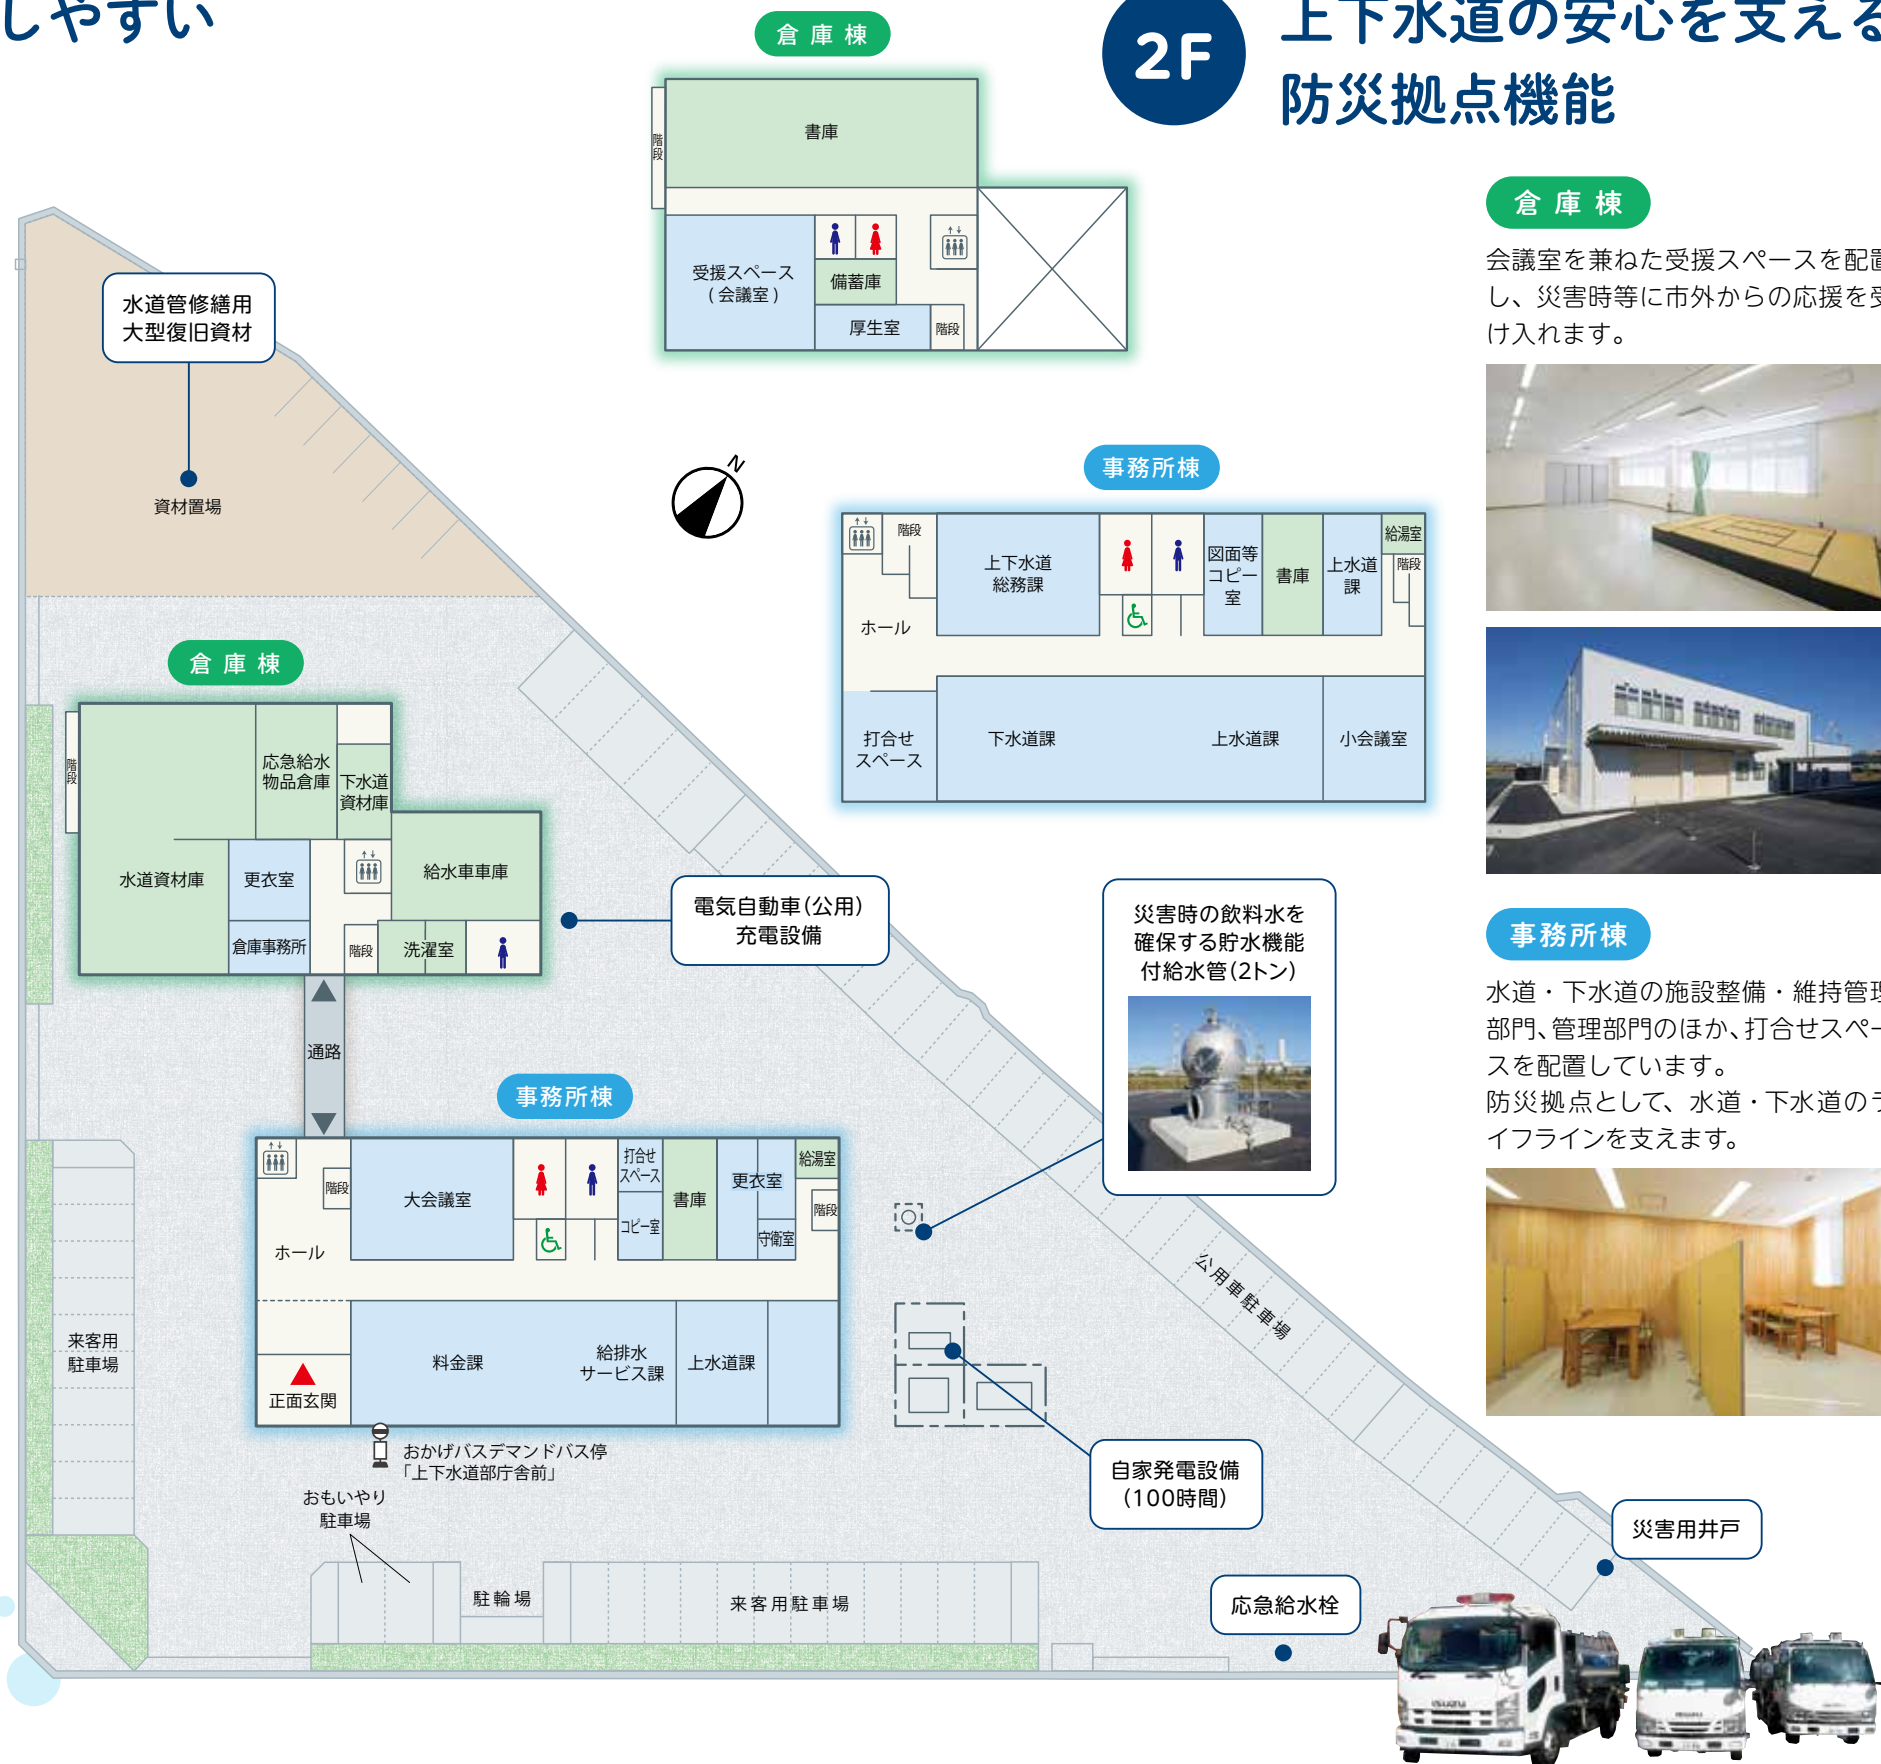 しやすい
倉庫棟
書庫
階段
受援スペース
(会議室)
備蓄庫
厚生室
階段
2F
上下水道の安心を支える
防災拠点機能
倉庫棟
会議室を兼ねた受援スペースを配置
し、災害時等に市外からの応援を受
け入れます。
水道管修繕用
大型復旧資材
資材置場
N
事務所棟
階段
上下水道
総務課
図面等
コピー
室
書庫
上水道
課
給湯室
階段
ホール
打合せ
スペース
下水道課
上水道課
小会議室
倉庫棟
階段
応急給水
物品倉庫
下水道
資材庫
水道資材庫
更衣室
給水車車庫
倉庫事務所
階段
洗濯室
電気自動車(公用)
充電設備
災害時の飲料水を
確保する貯水機能
付給水管(2トン)
事務所棟
水道・下水道の施設整備・維持管理
部門、管理部門のほか、打合せスペー
スを配置しています。
防災拠点として、水道・下水道のラ
イフラインを支えます。
通路
事務所棟
階段
大会議室
打合せ
スペース
コピー室
書庫
更衣室
守衛室
給湯室
階段
ホール
料金課
給排水
サービス課
上水道課
正面玄関
来客用
駐車場
公用車駐車場
おかげバスデマンドバス停
「上下水道部庁舎前」
おもいやり
駐車場
駐輪場
来客用駐車場
自家発電設備
(100時間)
災害用井戸
応急給水栓
ISUZU